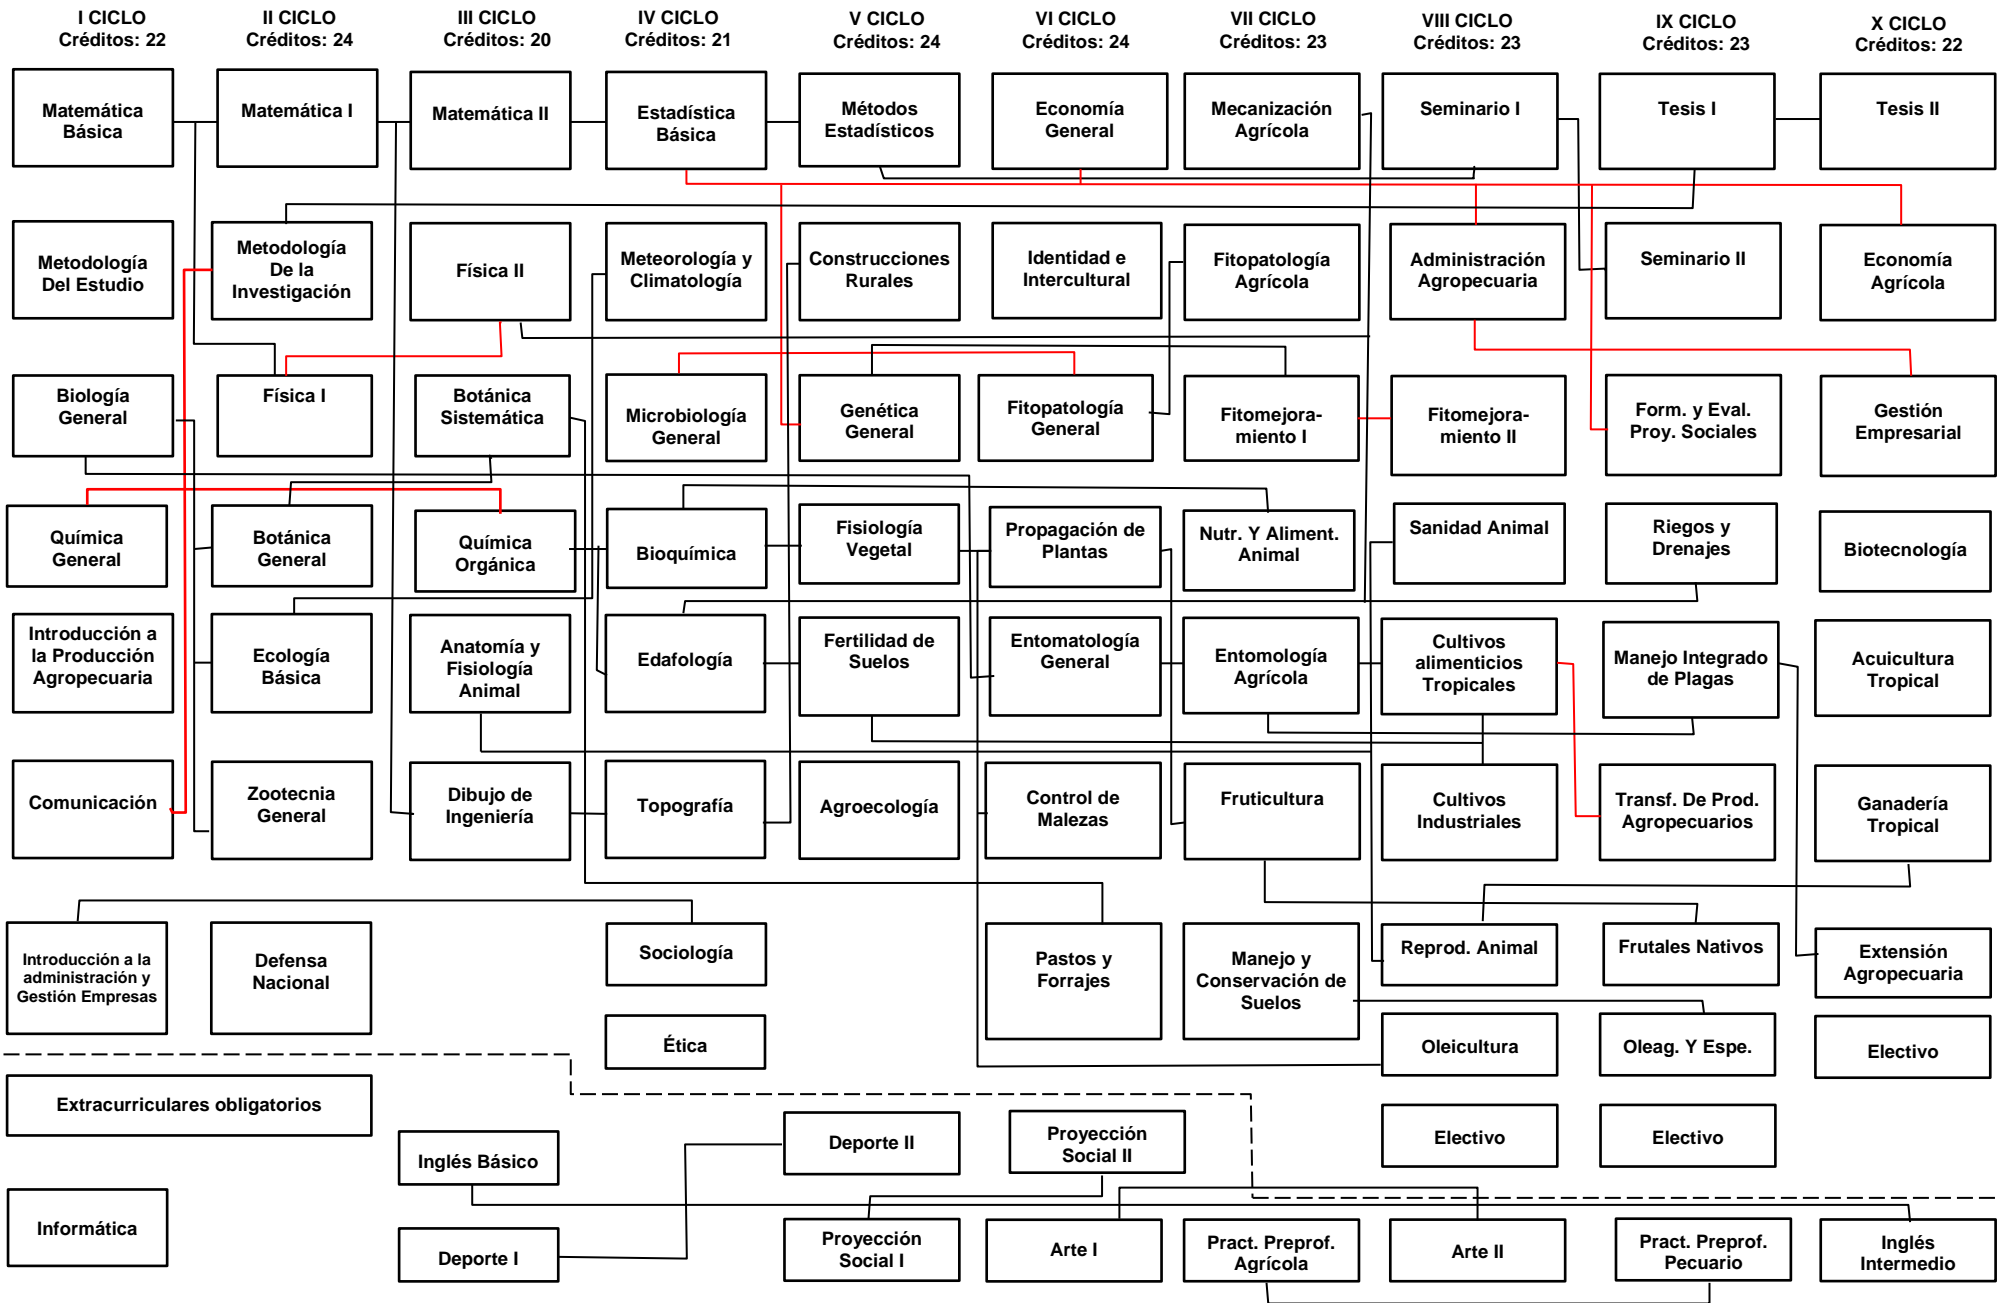 I CICLO
Créditos: 22
II CICLO
Créditos: 24
III CICLO
Créditos: 20
IV CICLO
Créditos: 21
V CICLO
Créditos: 24
VI CICLO
Créditos: 24
VII CICLO
Créditos: 23
VIII CICLO
Créditos: 23
IX CICLO
Créditos: 23
X CICLO
Créditos: 22
Matemática
Básica
Matemática I
Matemática II
Estadística
Básica
Métodos
Estadísticos
Economía
General
Mecanización
Agrícola
Seminario I
Tesis I
Tesis II
Metodología
Del Estudio
Metodología
De la
Investigación
Física II
Meteorología y
Climatología
Construcciones
Rurales
Identidad e
Intercultural
Fitopatología
Agrícola
Administración
Agropecuaria
Seminario II
Economía
Agrícola
Biología
General
Física I
Botánica
Sistemática
Microbiología
General
Genética
General
Fitopatología
General
Fitomejora-
miento I
Fitomejora-
miento II
Form. y Eval.
Proy. Sociales
Gestión
Empresarial
Química
General
Botánica
General
Química
Orgánica
Bioquímica
Fisiología
Vegetal
Propagación de
Plantas
Nutr. Y Aliment.
Animal
Sanidad Animal
Riegos y
Drenajes
Biotecnología
Introducción a
la Producción
Agropecuaria
Ecología
Básica
Anatomía y
Fisiología
Animal
Edafología
Fertilidad de
Suelos
Entomatología
General
Entomología
Agrícola
Cultivos
alimenticios
Tropicales
Manejo Integrado
de Plagas
Acuicultura
Tropical
Comunicación
Zootecnia
General
Dibujo de
Ingeniería
Topografía
Agroecología
Control de
Malezas
Fruticultura
Cultivos
Industriales
Transf. De Prod.
Agropecuarios
Ganadería
Tropical
Introducción a la
administración y
Gestión Empresas
Defensa
Nacional
Sociología
Pastos y
Forrajes
Manejo y
Conservación de
Suelos
Reprod. Animal
Frutales Nativos
Extensión
Agropecuaria
Ética
Oleicultura
Oleag. Y Espe.
Electivo
Extracurriculares obligatorios
Inglés Básico
Deporte II
Proyección
Social II
Electivo
Electivo
Informática
Deporte I
Proyección
Social I
Arte I
Pract. Preprof.
Agrícola
Arte II
Pract. Preprof.
Pecuario
Inglés
Intermedio